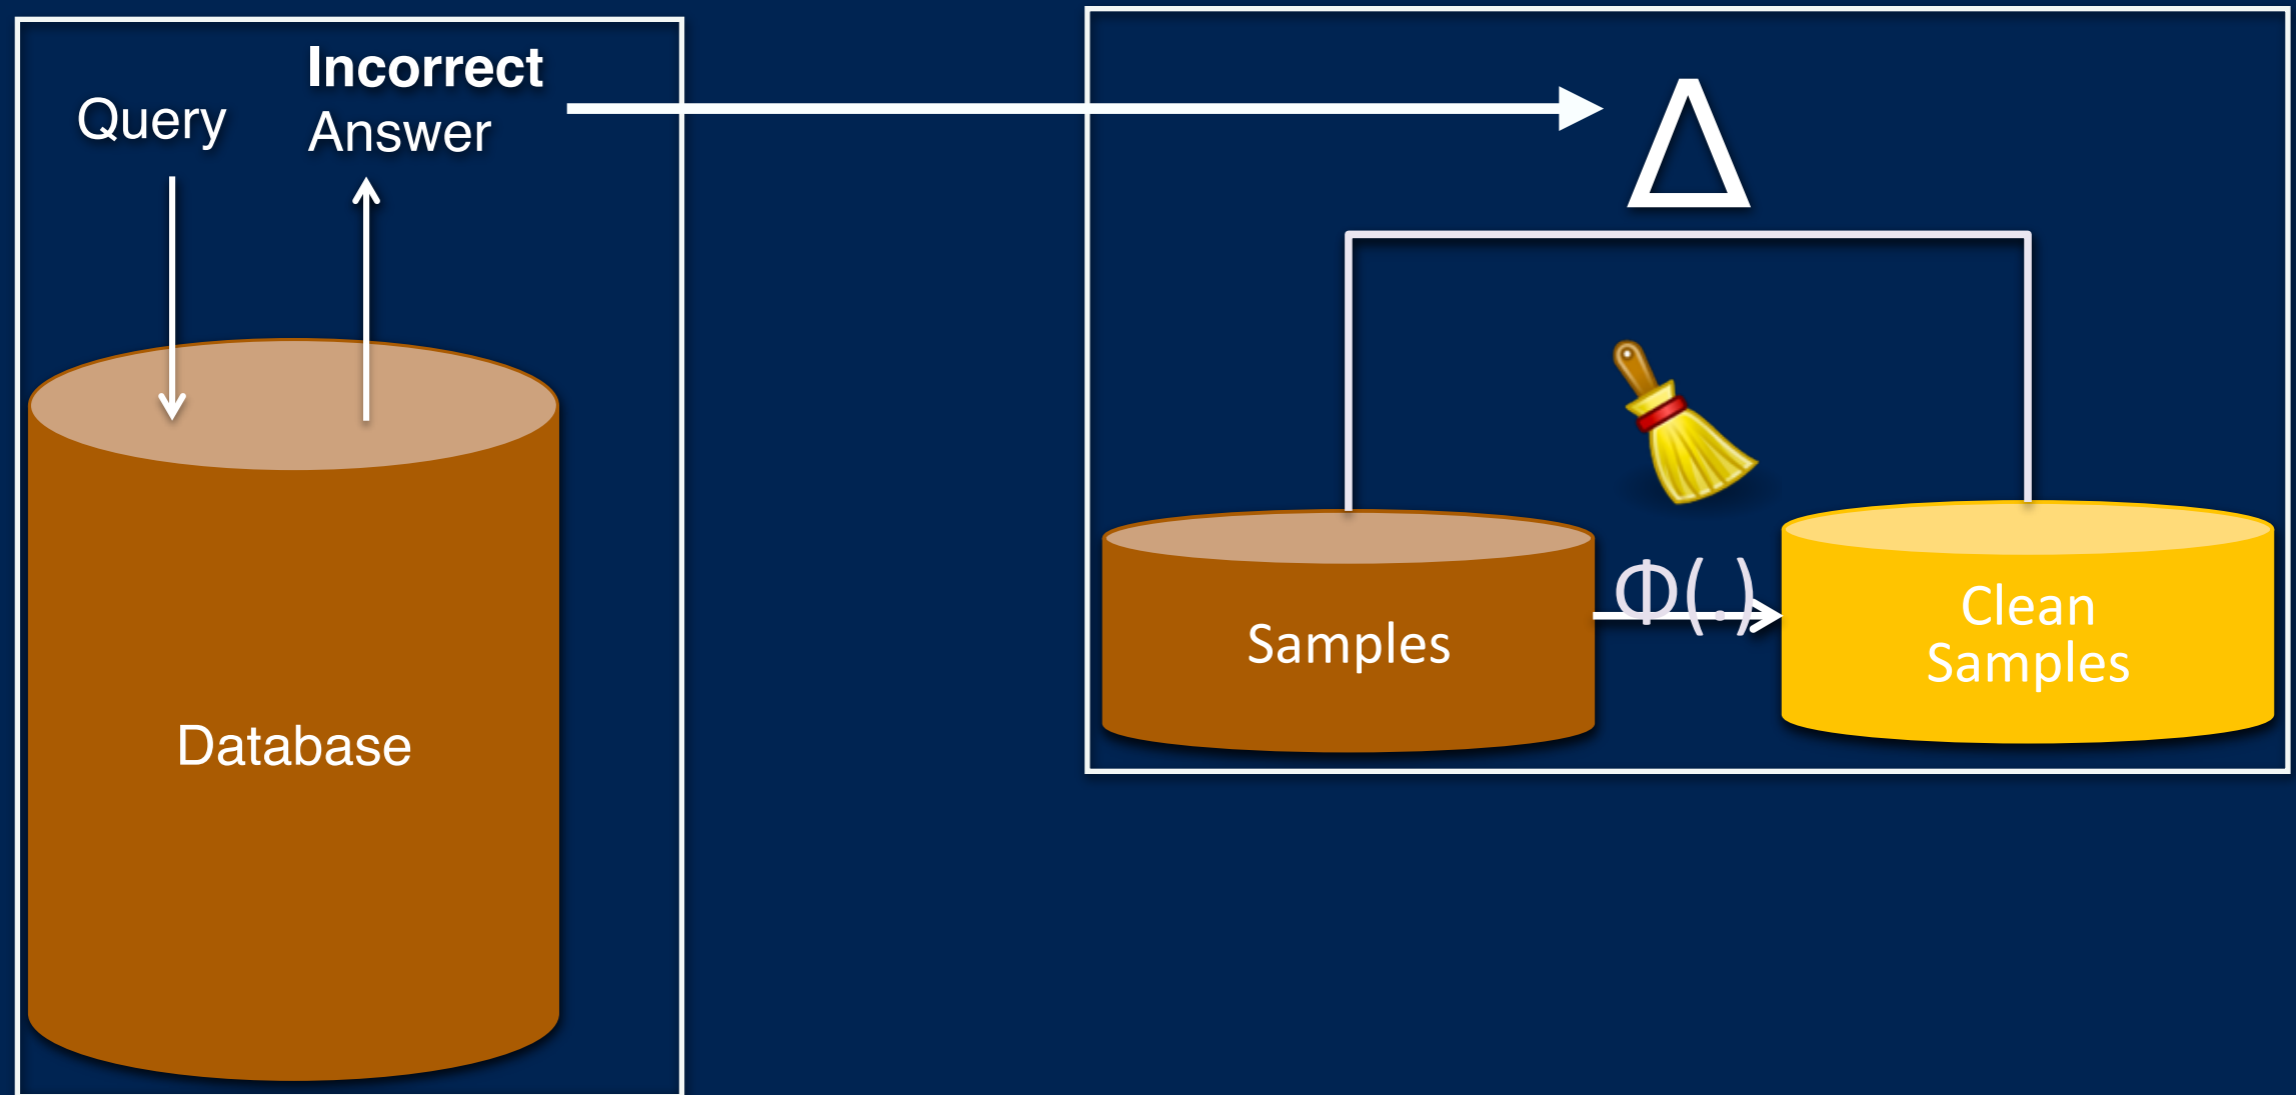 Query
Incorrect
Answer
Database
Δ
Samples
Φ(.)
Clean
Samples